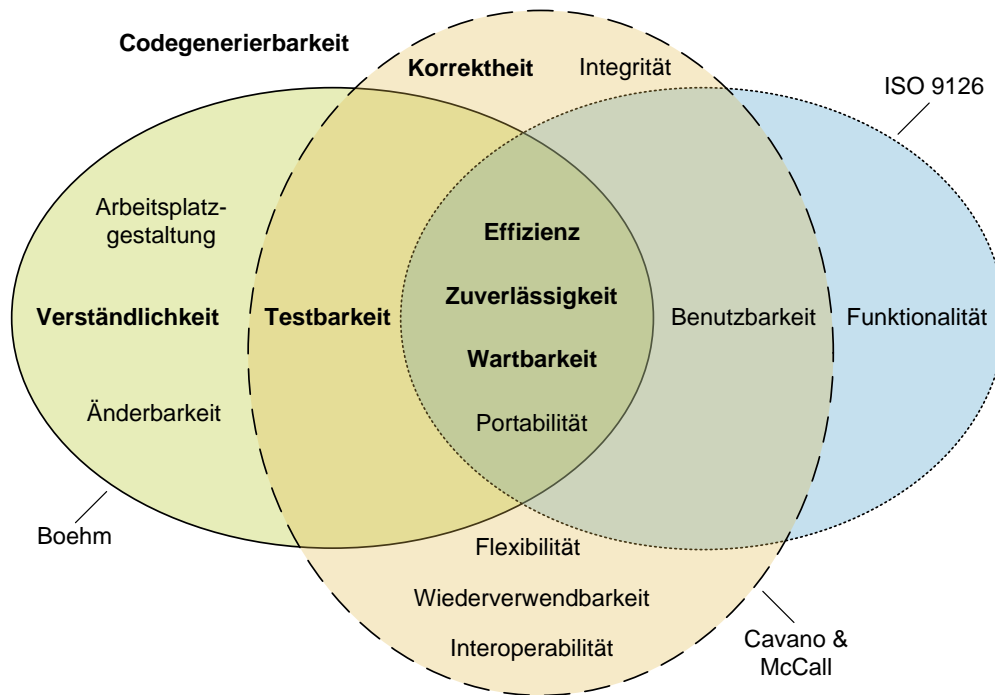 Codegenerierbarkeit
Korrektheit
Integrität
ISO 9126
Arbeitsplatz-
gestaltung
Effizienz
Verständlichkeit
Testbarkeit
Zuverlässigkeit
Benutzbarkeit
Funktionalität
Wartbarkeit
Änderbarkeit
Portabilität
Boehm
Flexibilität
Wiederverwendbarkeit
Interoperabilität
Cavano &
McCall